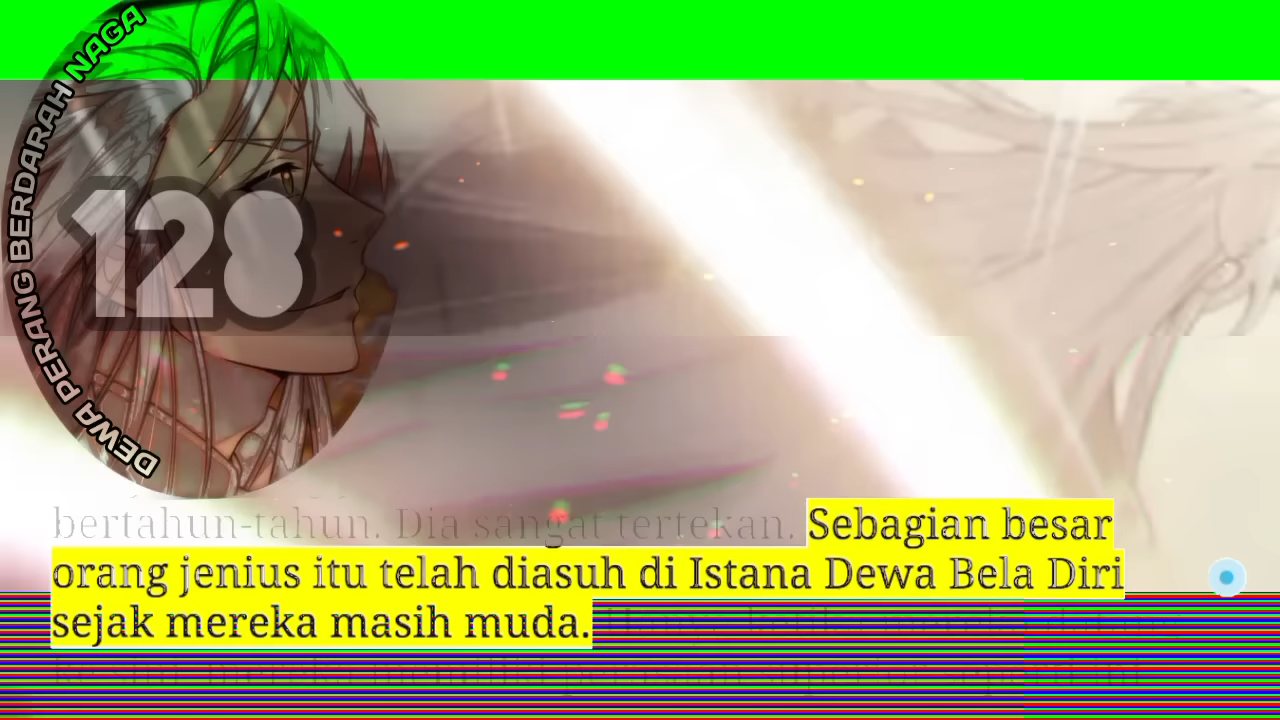 DEWA PERANG BERDARAH NAGA
128
bertahun-tahun. Dia sangat tertekan. Sebagian besar
orang jenius itu telah diasuh di Istana Dewa Bela Diri
sejak mereka masih muda.